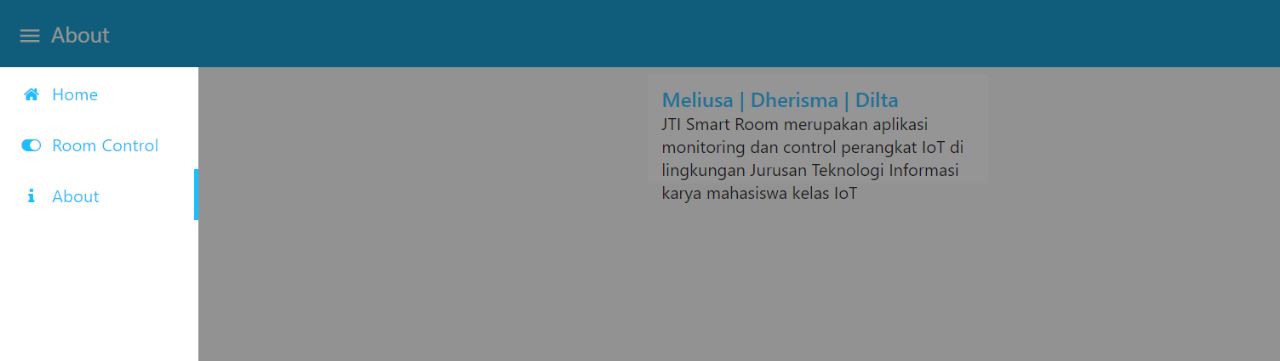 About
Home
Room Control
About
Meliusa | Dherisma | Dilta
JTI Smart Room merupakan aplikasi
monitoring dan control perangkat IoT di
lingkungan Jurusan Teknologi Informasi
karya mahasiswa kelas IoT